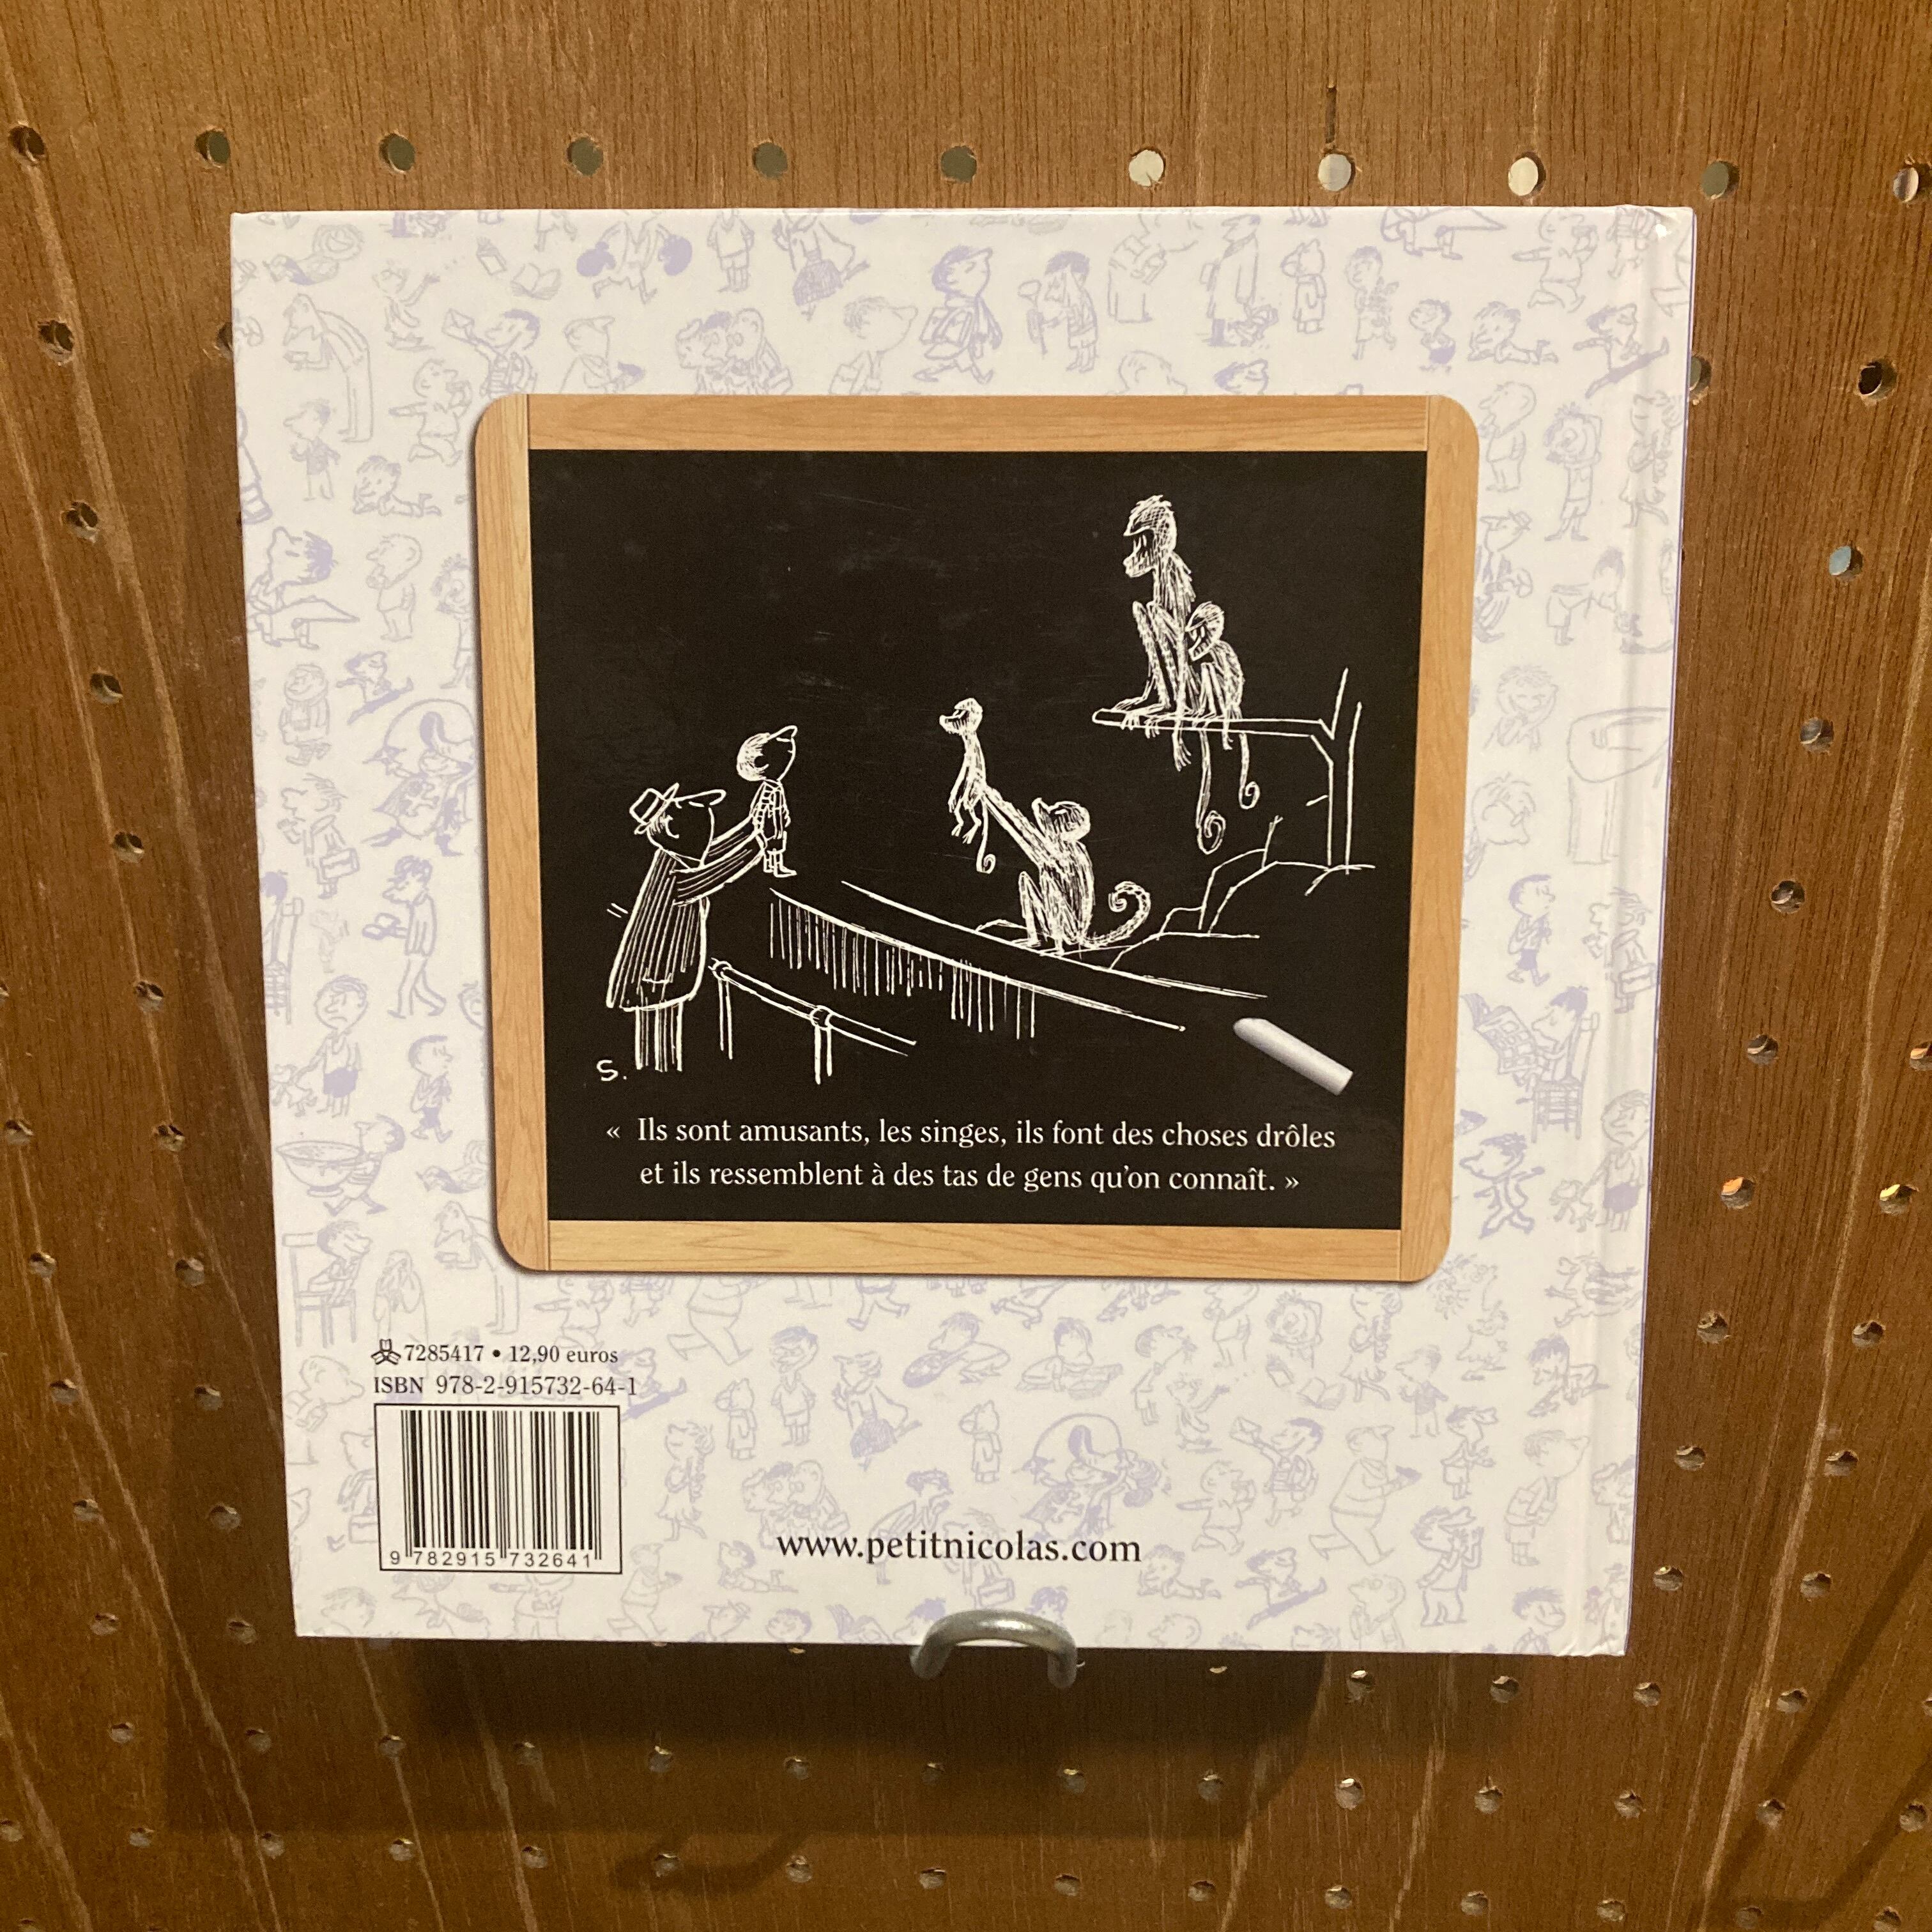 S.
« Ils sont amusants, les singes, ils font des choses drôles
et ils ressemblent à des tas de gens qu'on connaît. »
7285417 • 12,90 euros
ISBN 978-2-915732-64-1
9 782915 732641
www.petitnicolas.com